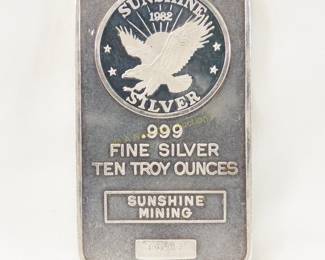 SUNSHINE
1982
SILVER
.999
FINE SILVER
TEN TROY OUNCES
SUNSHINE
MINING